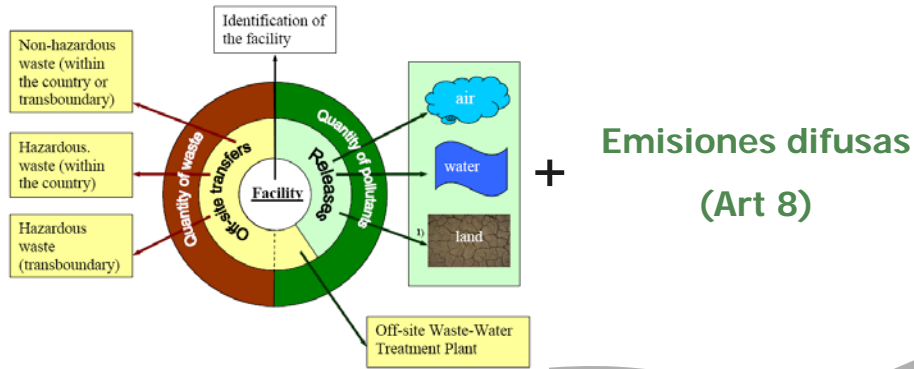 Identification of
the facility
Non-hazardous
waste (within
the country or
transboundary)
Hazardous.
waste (within
the country)
Hazardous
waste
(transboundary)
Quantity of waste
Off-site transfers
Facility
Releases
Quantity of pollutants
air
water
1)
land
Off-site Waste-Water
Treatment Plant
+
Emisiones difusas
(Art 8)